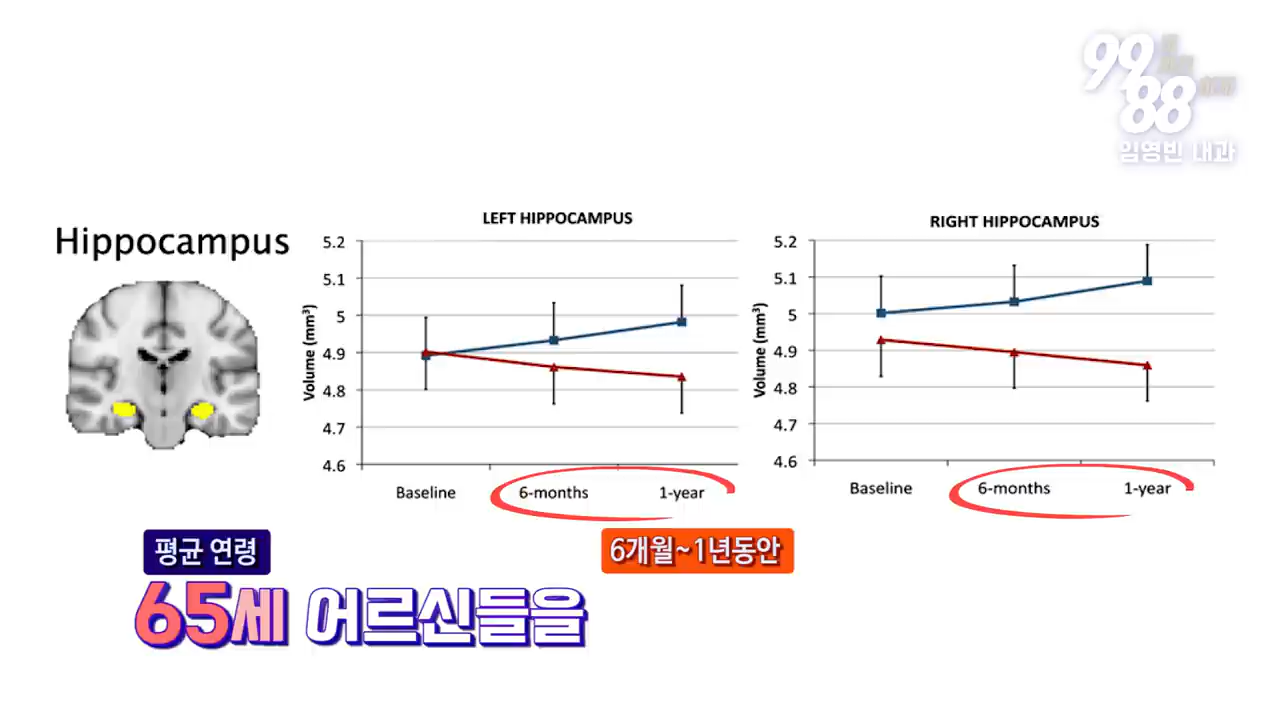 99
88
임영빈 내과
Hippocampus
LEFT HIPPOCAMPUS
Volume (mm³)
5.2
5.1
5
4.9
4.8
4.7
4.6
Baseline 6-months 1-year
RIGHT HIPPOCAMPUS
Volume (mm³)
5.2
5.1
5
4.9
4.8
4.7
4.6
Baseline 6-months 1-year
평균 연령
6개월~1년동안
65세 어르신들을